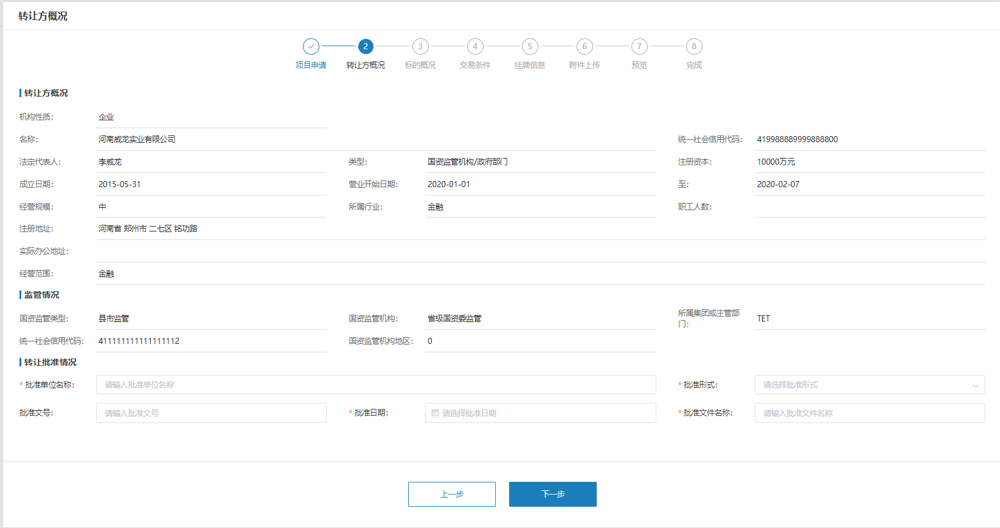 转让方概况
2 3 4 5 6 7 8
项目申请 转让方概况 标的概况 交易条件 挂牌信息 附件上传 预览 完成
转让方概况
机构性质: 企业
名称: 河南威龙实业有限公司 统一社会信用代码: 419988889999888800
法定代表人: 李威龙 类型: 国资监管机构/政府部门 注册资本: 10000万元
成立日期: 2015-05-31 营业开始日期: 2020-01-01 至: 2020-02-07
经营规模: 中 所属行业: 金融 职工人数:
注册地址: 河南省 郑州市 二七区 铭功路
实际办公地址:
经营范围: 金融
监管情况
国资监管类型: 县市监管 国资监管机构: 省级国资委监管 所属集团或主管部
门: TET
统一社会信用代码: 411111111111111112 国资监管机构地区: 0
转让批准情况
* 批准单位名称: 请输入批准单位名称 * 批准形式: 请选择批准形式
批准文号: 请输入批准文号 * 批准日期: 请选择批准日期 * 批准文件名称: 请输入批准文件名称
上一步 下一步